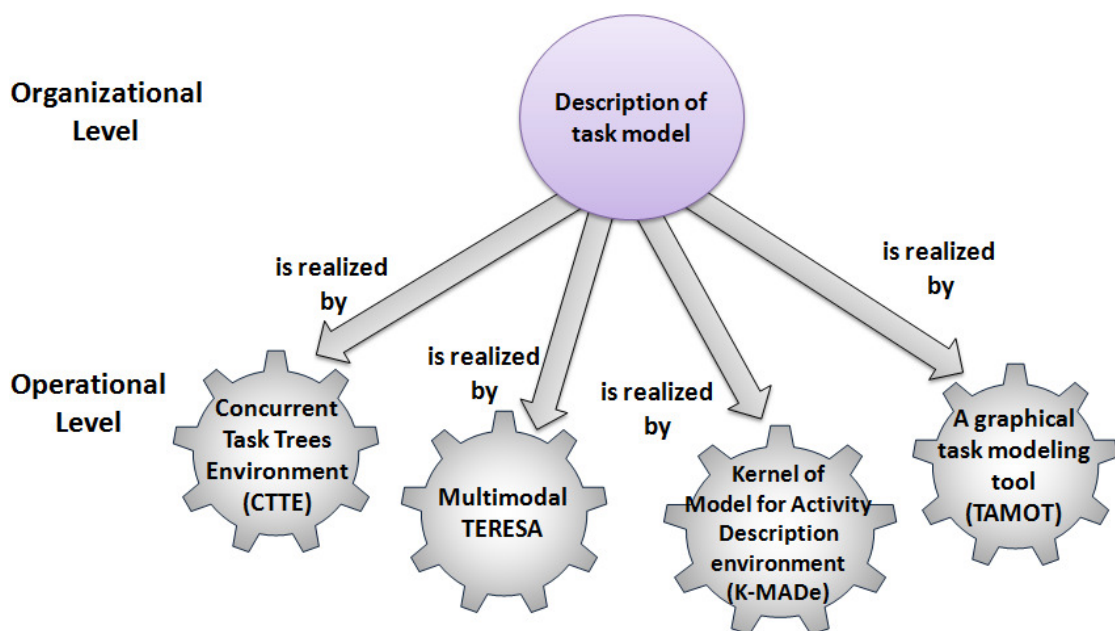 Organizational
Level
Description of
task model
is realized
by
is realized
by
is realized
by
is realized
by
Operational
Level
Concurrent
Task Trees
Environment
(CTTE)
Multimodal
TERESA
Kernel of
Model for Activity
Description
environment
(K-MADe)
A graphical
task modeling
tool
(TAMOT)